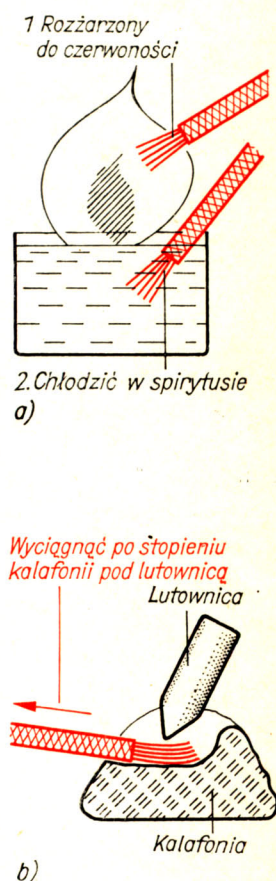 1 Rozżarzony
do czerwoności
2. Chłodzić w spirytusie
a)
Wyciągnąć po stopieniu
kalafonii pod lutownicą
Lutownica
Kalafonia
b)